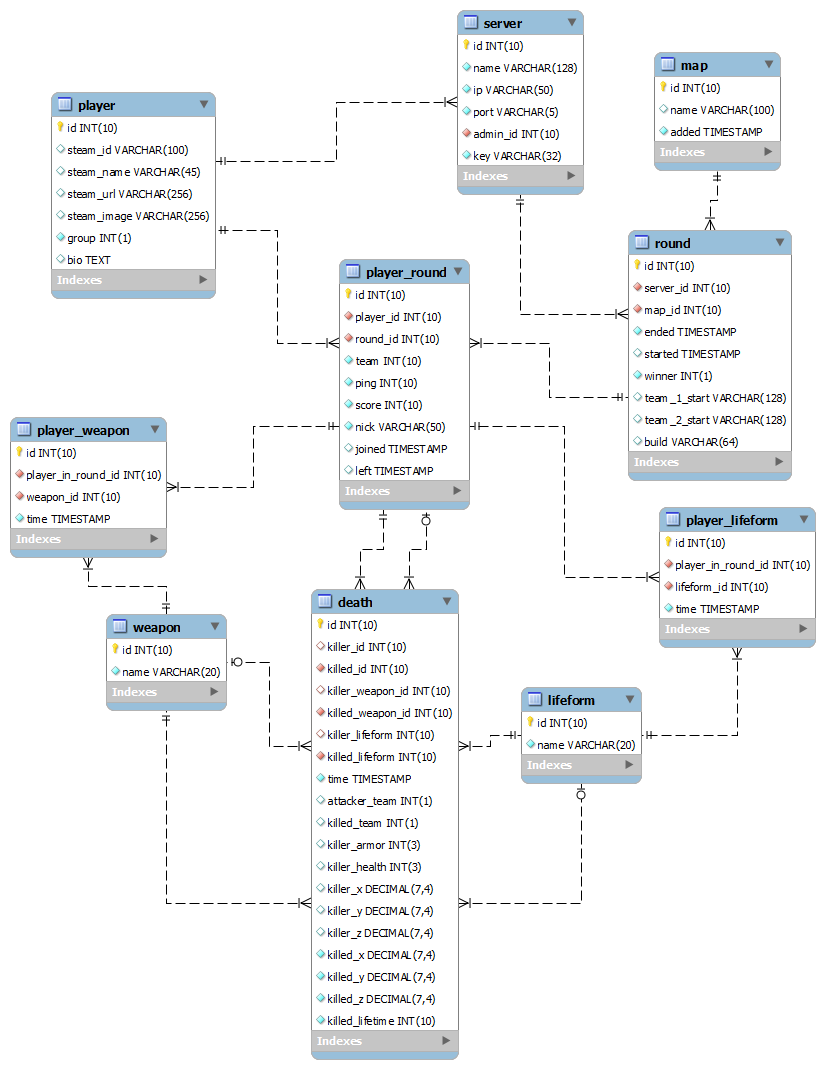 server
id INT(10)
name VARCHAR(128)
ip VARCHAR(50)
port VARCHAR(5)
admin_id INT(10)
key VARCHAR(32)
Indexes
map
id INT(10)
name VARCHAR(100)
added TIMESTAMP
Indexes
player
id INT(10)
steam_id VARCHAR(100)
steam_name VARCHAR(45)
steam_url VARCHAR(256)
steam_image VARCHAR(256)
group INT(1)
bio TEXT
Indexes
round
id INT(10)
server_id INT(10)
map_id INT(10)
ended TIMESTAMP
started TIMESTAMP
winner INT(1)
team_1_start VARCHAR(128)
team_2_start VARCHAR(128)
build VARCHAR(64)
Indexes
player_round
id INT(10)
player_id INT(10)
round_id INT(10)
team INT(10)
ping INT(10)
score INT(10)
nick VARCHAR(50)
joined TIMESTAMP
left TIMESTAMP
Indexes
player_weapon
id INT(10)
player_in_round_id INT(10)
weapon_id INT(10)
time TIMESTAMP
Indexes
player_lifeform
id INT(10)
player_in_round_id INT(10)
lifeform_id INT(10)
time TIMESTAMP
Indexes
weapon
id INT(10)
name VARCHAR(20)
Indexes
death
id INT(10)
killer_id INT(10)
killed_id INT(10)
killer_weapon_id INT(10)
killed_weapon_id INT(10)
killer_lifeform INT(10)
killed_lifeform INT(10)
time TIMESTAMP
attacker_team INT(1)
killed_team INT(1)
killer_armor INT(3)
killer_health INT(3)
killer_x DECIMAL(7,4)
killer_y DECIMAL(7,4)
killer_z DECIMAL(7,4)
killed_x DECIMAL(7,4)
killed_y DECIMAL(7,4)
killed_z DECIMAL(7,4)
killed_lifetime INT(10)
Indexes
lifeform
id INT(10)
name VARCHAR(20)
Indexes